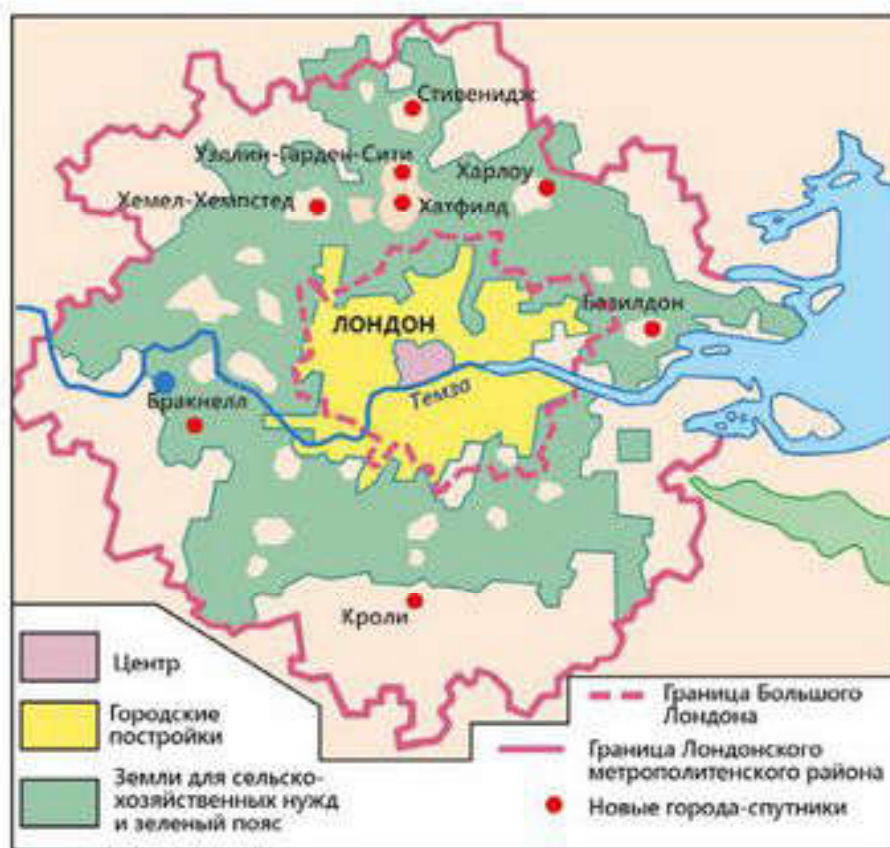 Стивенидж
Уэллин-Гарден-Сити
Харлоу
Хемел-Хемпстед
Хатфилд
Базилдон
ЛОНДОН
Темза
Бракнелл
Кроли
Центр
Городские
постройки
Земли для сельско-
хозяйственных нужд
и зеленый пояс
Граница Большого
Лондона
Граница Лондонского
метрополитенского района
Новые города-спутники